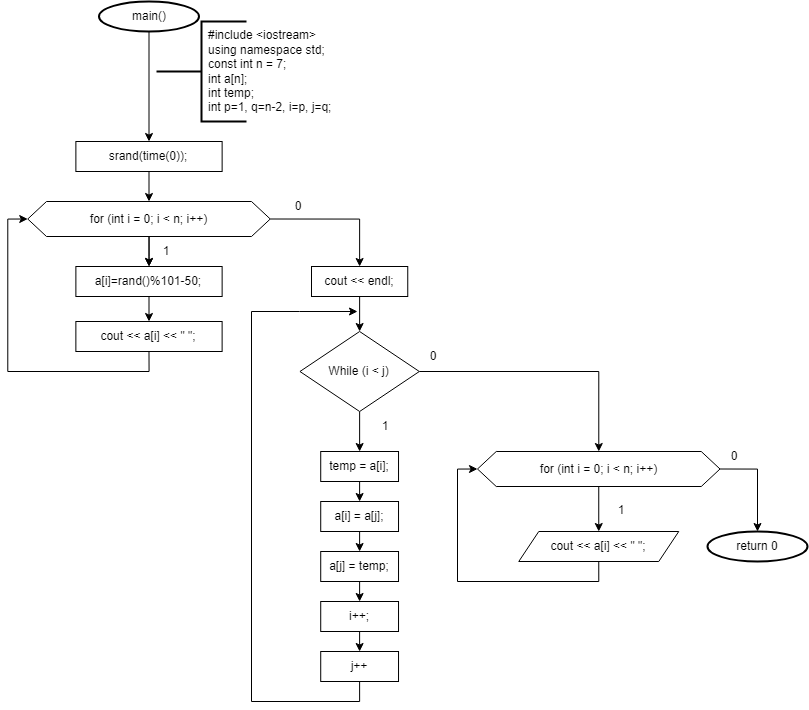 main()
#include <iostream>
using namespace std;
const int n = 7;
int a[n];
int temp;
int p=1, q=n-2, i=p, j=q;
srand(time(0));
for (int i = 0; i < n; i++)
0
1
a[i]=rand()%101-50;
cout << a[i] << " ";
cout << endl;
While (i < j)
0
1
temp = a[i];
a[i] = a[j];
a[j] = temp;
i++;
j++
for (int i = 0; i < n; i++)
0
1
cout << a[i] << " ";
return 0